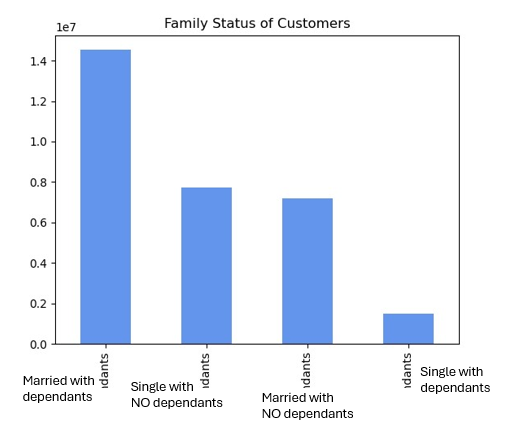 Family Status of Customers
1e7
1.4
1.2
1.0
0.8
0.6
0.4
0.2
0.0
Married with
dependants
Single with
NO dependants
Married with
NO dependants
Single with
dependants